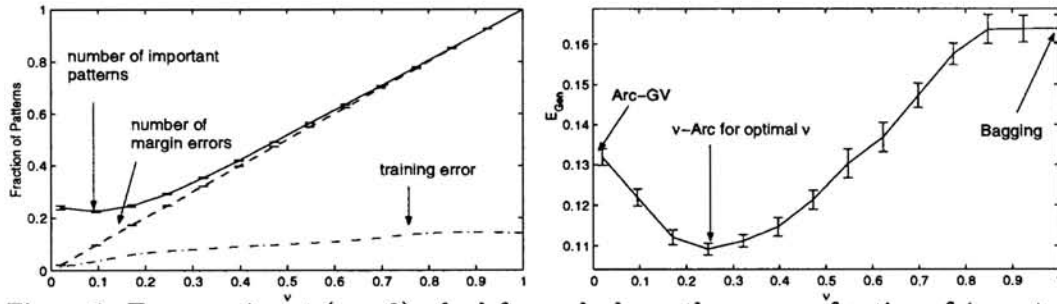 1
0.8
0.6
0.4
0.2
0
Fraction of Patterns
number of important
patterns
number of
margin errors
training error
0 0.1 0.2 0.3 0.4 0.5 0.6 0.7 0.8 0.9 1
ν
0.16
0.15
0.14
0.13
0.12
0.11
E_Gen
Arc-GV
ν-Arc for optimal ν
Bagging
0 0.1 0.2 0.3 0.4 0.5 0.6 0.7 0.8 0.9 1
ν